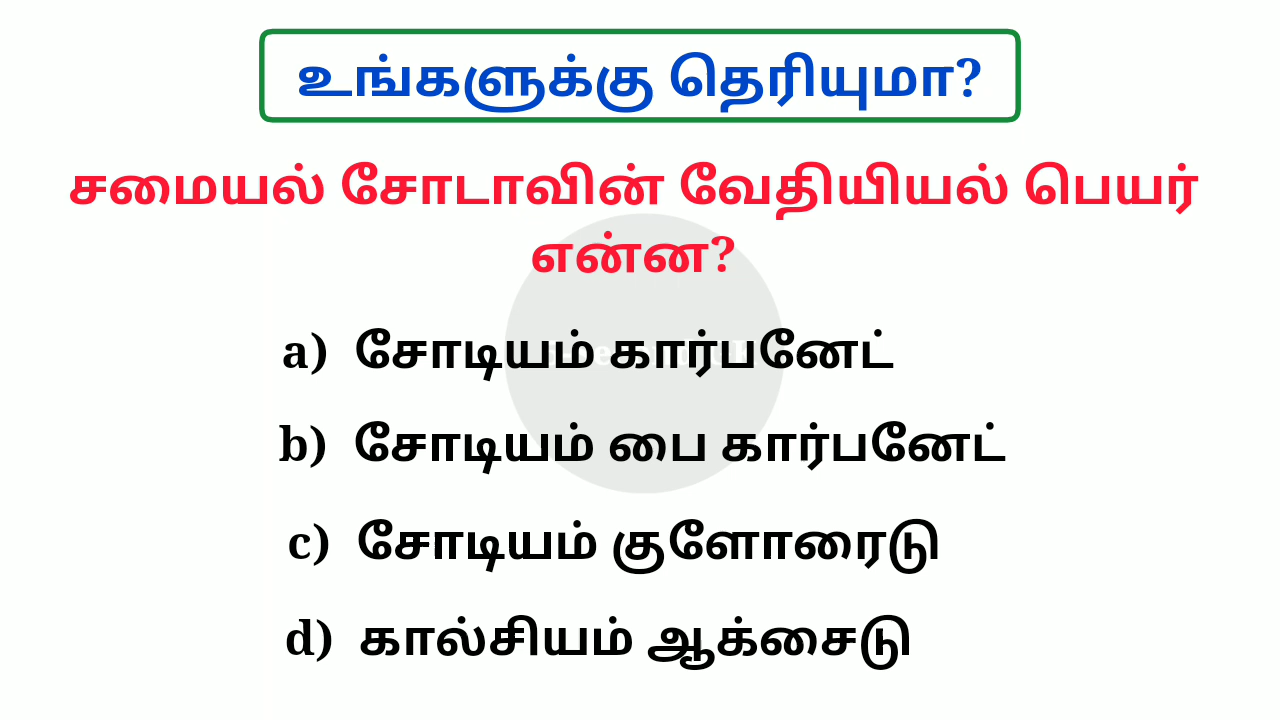 உங்களுக்கு தெரியுமா?
சமையல் சோடாவின் வேதியியல் பெயர்
என்ன?
a) சோடியம் கார்பனேட்
b) சோடியம் பை கார்பனேட்
c) சோடியம் குளோரைடு
d) கால்சியம் ஆக்சைடு